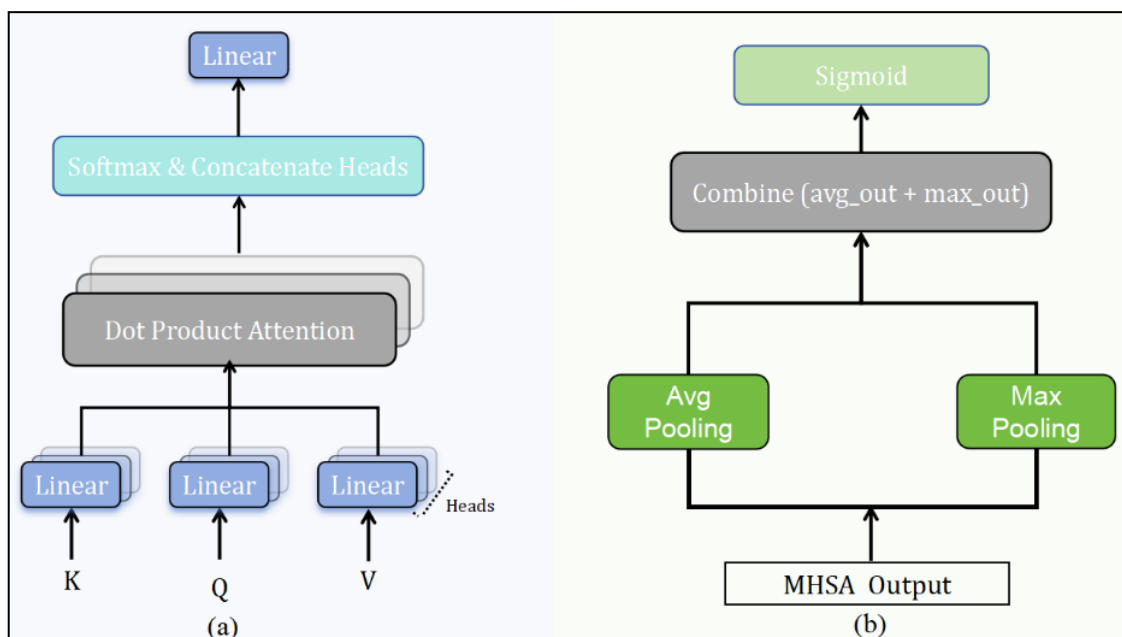 Linear
Softmax & Concatenate Heads
Dot Product Attention
Linear
Linear
Linear
Heads
K
Q
V
(a)
Sigmoid
Combine (avg_out + max_out)
Avg
Pooling
Max
Pooling
MHSA Output
(b)